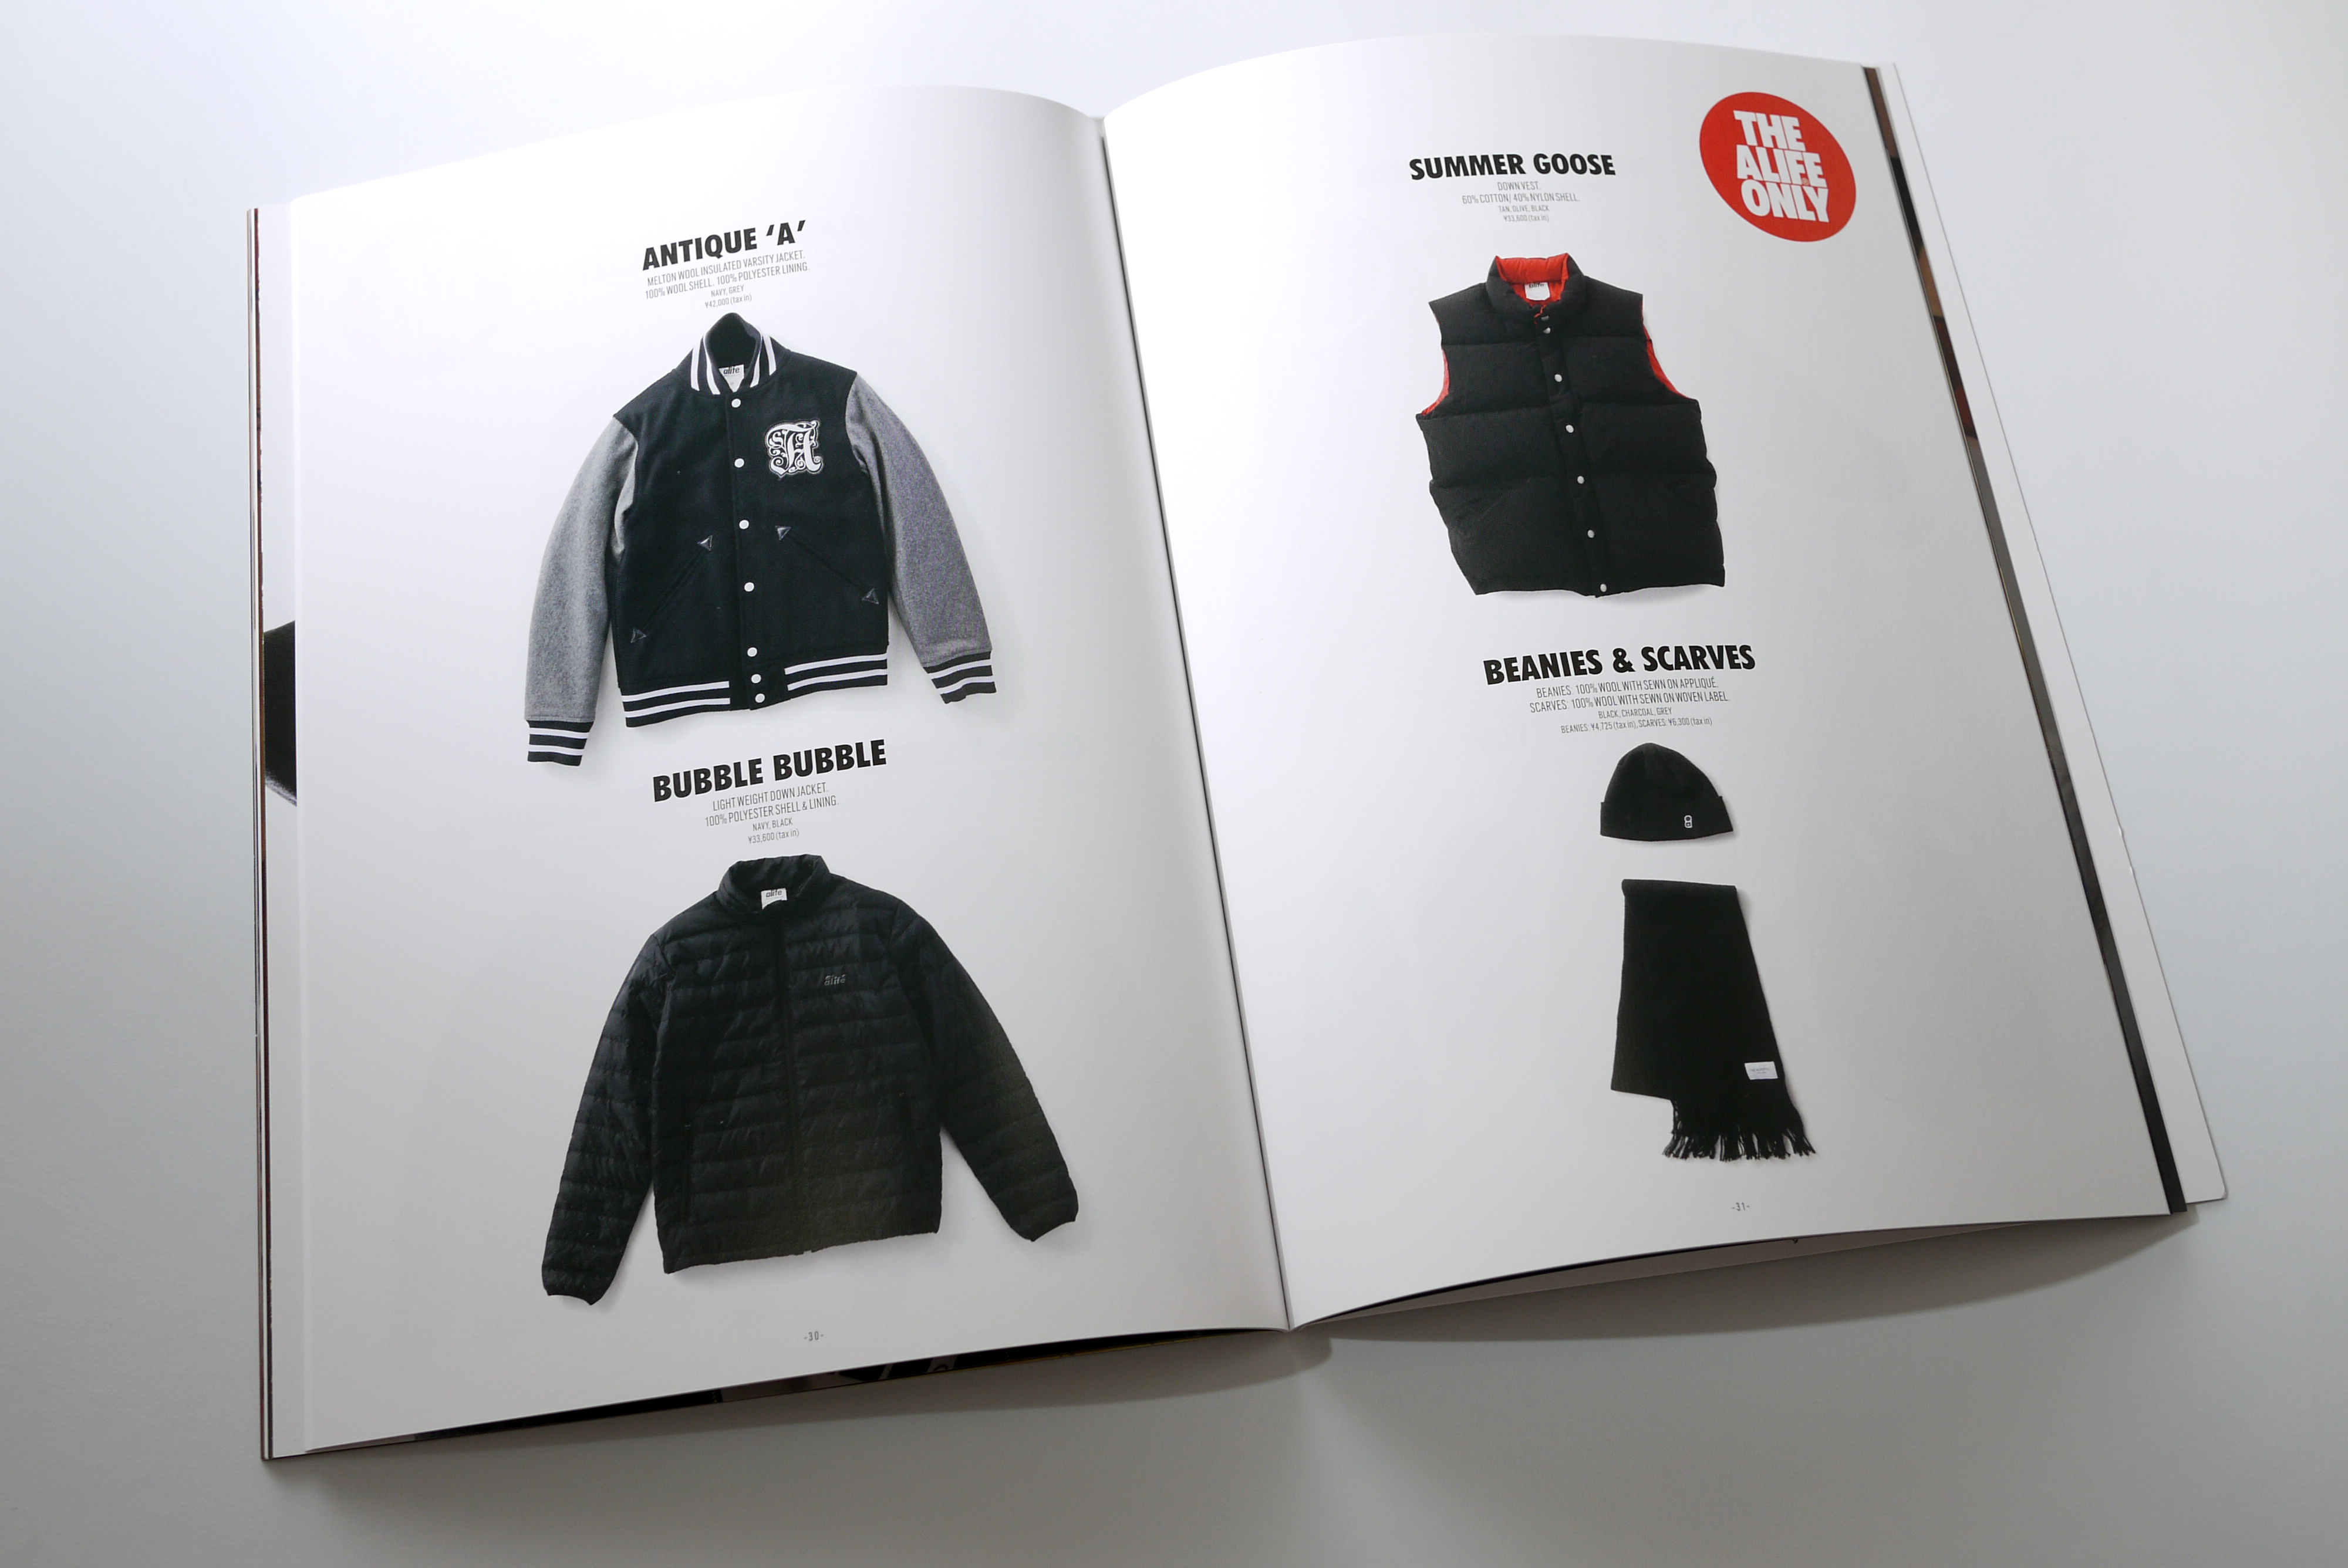 ANTIQUE ‘A’
MELTON WOOL INSULATED VARSITY JACKET.
100% WOOL SHELL. 100% POLYESTER LINING.
NAVY, GREY
¥42,000 (tax in)
alife
BUBBLE BUBBLE
LIGHT WEIGHT DOWN JACKET.
100% POLYESTER SHELL & LINING.
NAVY, BLACK
¥33,600 (tax in)
alife
alife
-30-
THE
ALIFE
ONLY
SUMMER GOOSE
DOWN VEST.
60% COTTON/ 40% NYLON SHELL.
TAN, OLIVE, BLACK.
¥33,600 (tax in)
alife
BEANIES & SCARVES
BEANIES: 100% WOOL WITH SEWN ON APPLIQUÉ.
SCARVES: 100% WOOL WITH SEWN ON WOVEN LABEL.
BLACK, CHARCOAL, GREY
BEANIES: ¥4,725 (tax in), SCARVES: ¥6,300 (tax in)
-31-